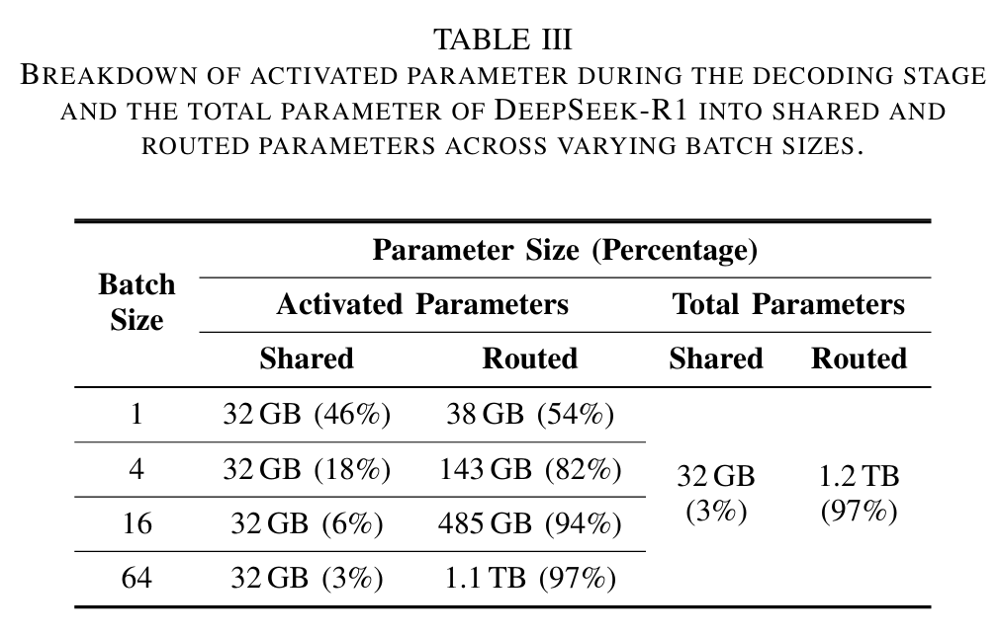 TABLE III
BREAKDOWN OF ACTIVATED PARAMETER DURING THE DECODING STAGE
AND THE TOTAL PARAMETER OF DEEPSEEK-R1 INTO SHARED AND
ROUTED PARAMETERS ACROSS VARYING BATCH SIZES.
Batch Size
Parameter Size (Percentage)
Activated Parameters Total Parameters
Shared Routed Shared Routed
1 32 GB (46%) 38 GB (54%)
4 32 GB (18%) 143 GB (82%)
16 32 GB (6%) 485 GB (94%)
64 32 GB (3%) 1.1 TB (97%)
32 GB 1.2 TB
(3%) (97%)